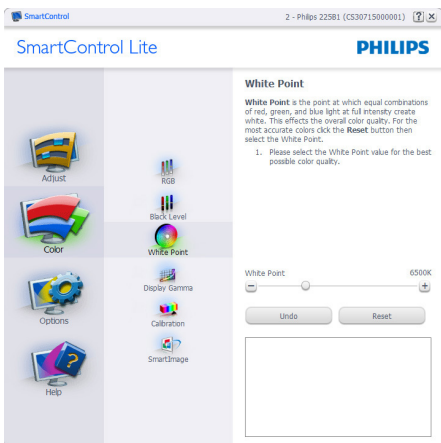 SmartControl
2 - Philips 225B1 (CS30715000001)
SmartControl Lite
PHILIPS
Adjust
Color
Options
Help
RGB
Black Level
White Point
Display Gamma
Calibration
SmartImage
White Point
White Point is the point at which equal combinations
of red, green, and blue light at full intensity create
white. This effects the overall color quality. For the
most accurate colors click the Reset button then
select the White Point.
1. Please select the White Point value for the best
possible color quality.
White Point 6500K
Undo
Reset